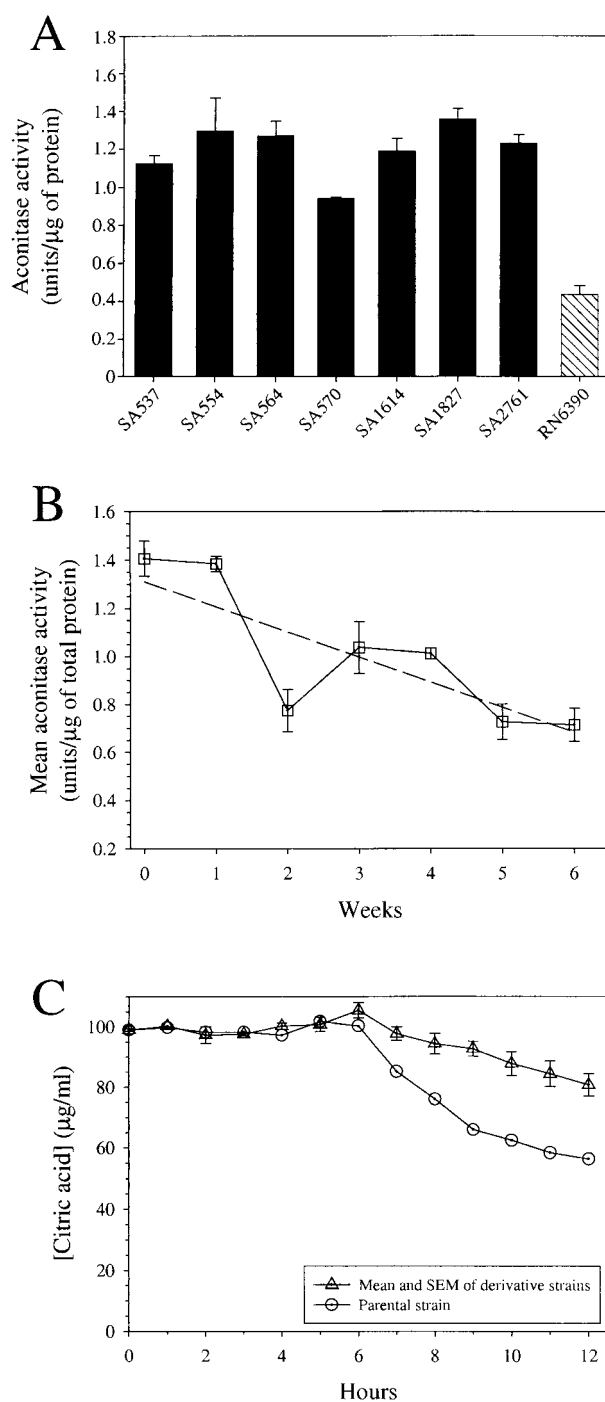 A
Aconitase activity
(units/μg of protein)
1.8
1.6
1.4
1.2
1.0
0.8
0.6
0.4
0.2
0
SA537
SA554
SA564
SA570
SA1614
SA1827
SA2761
RN6390
B
Mean aconitase activity
(units/μg of total protein)
1.6
1.4
1.2
1.0
0.8
0.6
0.4
0.2
0 1 2 3 4 5 6
Weeks
C
[Citric acid] (μg/ml)
100
80
60
40
20
0
Mean and SEM of derivative strains
Parental strain
0 2 4 6 8 10 12
Hours